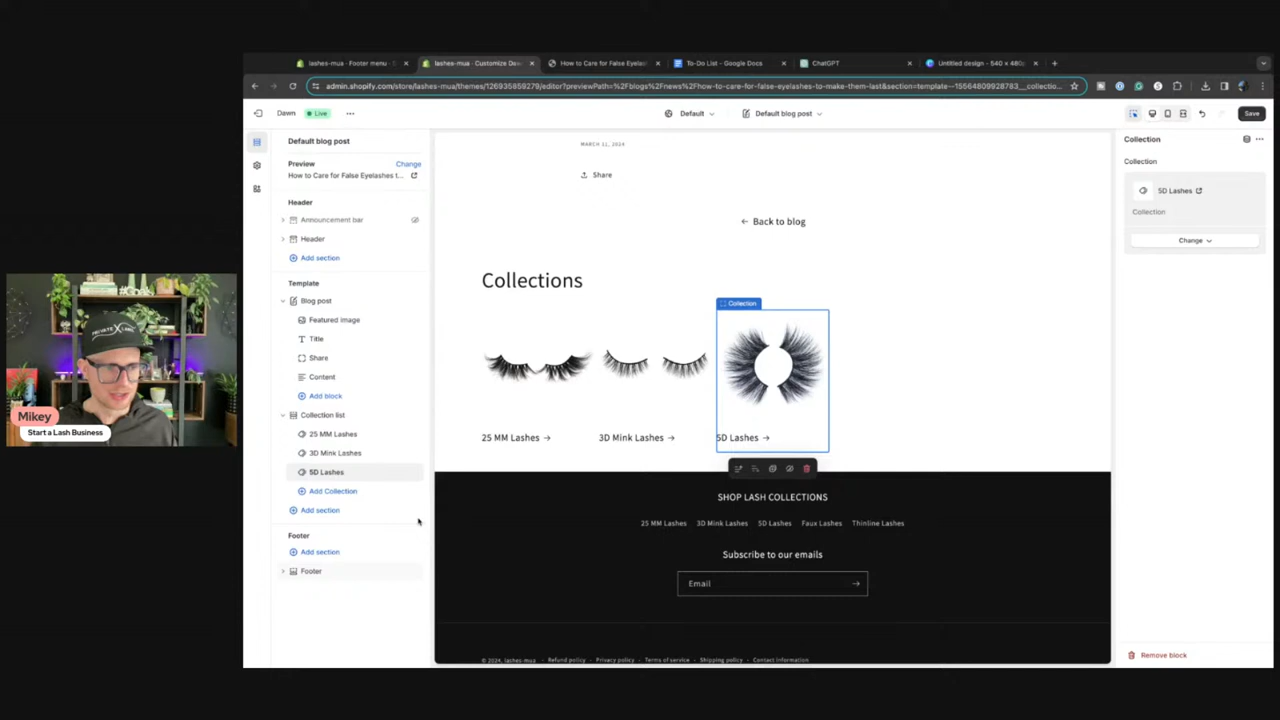 lashes-mua · Footer menu · S
lashes-mua · Customize Daw
How to Care for False Eyelash
To-Do List - Google Docs
ChatGPT
Untitled design - 540 × 480p
admin.shopify.com/store/lashes-mua/themes/126935859279/editor?previewPath=%2Fblogs%2Fnews%2Fhow-to-care-for-false-eyelashes-to-make-them-last&section=template--15564809928783__collectio...
Dawn
Live
Default
Default blog post
Save
Default blog post
Preview
Change
How to Care for False Eyelashes t...
Header
Announcement bar
Header
Add section
Template
Blog post
Featured image
Title
Share
Content
Add block
Collection list
25 MM Lashes
3D Mink Lashes
5D Lashes
Add Collection
Add section
Footer
Add section
Footer
MARCH 11, 2024
Share
← Back to blog
Collections
Collection
25 MM Lashes →
3D Mink Lashes →
5D Lashes →
SHOP LASH COLLECTIONS
25 MM Lashes 3D Mink Lashes 5D Lashes Faux Lashes Thinline Lashes
Subscribe to our emails
Email
© 2024, lashes-mua · Refund policy · Privacy policy · Terms of service · Shipping policy · Contact information
Collection
Collection
5D Lashes
Collection
Change
Remove block
#Goals
PRIVATE LABEL
Mikey
Start a Lash Business